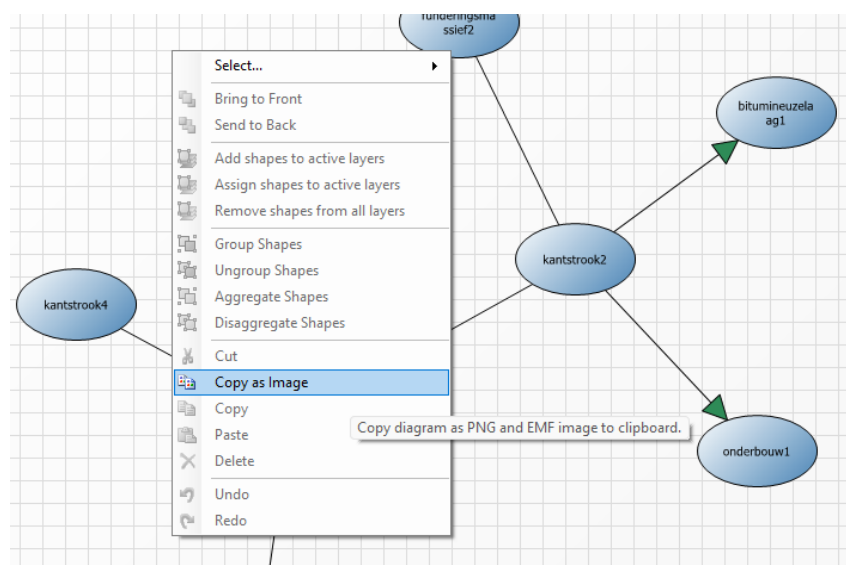 funderingsma
ssief2
Select...
Bring to Front
Send to Back
Add shapes to active layers
Assign shapes to active layers
Remove shapes from all layers
Group Shapes
Ungroup Shapes
Aggregate Shapes
Disaggregate Shapes
Cut
Copy as Image
Copy
Paste
Delete
Undo
Redo
Copy diagram as PNG and EMF image to clipboard.
bitumineuzela
ag1
kantstrook2
kantstrook4
onderbouw1